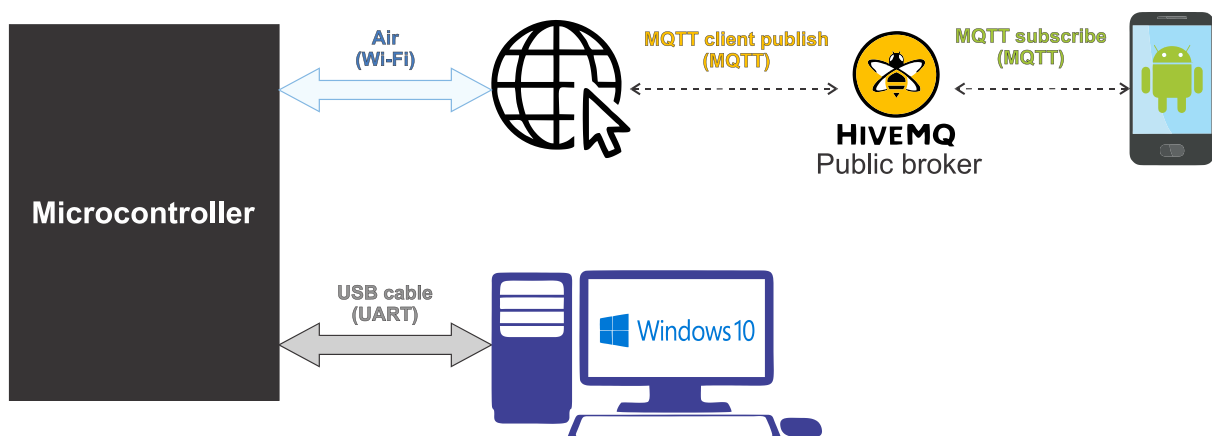 Air
(Wi-Fi)
MQTT client publish
(MQTT)
MQTT subscribe
(MQTT)
HIVEMQ
Public broker
Microcontroller
USB cable
(UART)
Windows 10